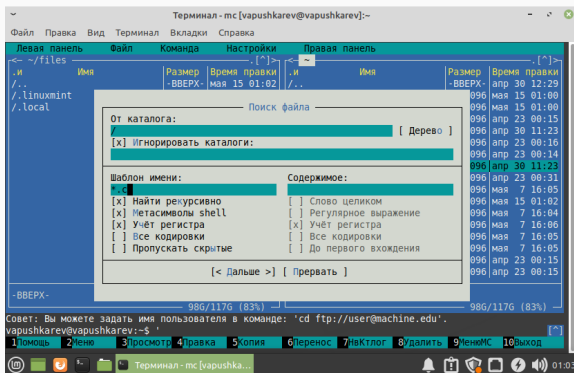 Терминал - mc [vapushkarev@vapushkarev]:~
Файл Правка Вид Терминал Вкладки Справка
Левая панель Файл Команда Настройки Правая панель
<- ~/files .[^]> <- ~ .[^]>
.и Имя Размер Время правки .и Имя Размер Время правки
/.. -ВВЕРХ- мая 15 01:02 /.. -ВВЕРХ- апр 30 12:29
/.linuxmint 096 мая 15 01:00
/.local 096 мая 15 01:00
Поиск файла
От каталога: 096 апр 23 00:15
/ [ Дерево ] 096 апр 30 11:23
[x] Игнорировать каталоги: 096 апр 23 00:16
096 апр 23 00:14
096 апр 30 11:23
Шаблон имени: Содержимое: 096 апр 23 00:31
*.c 096 мая 7 16:05
[x] Найти рекурсивно [ ] Слово целиком 096 мая 15 01:02
[x] Метасимволы shell [ ] Регулярное выражение 096 мая 7 16:04
[x] Учёт регистра [x] Учёт регистра 096 мая 7 16:06
[ ] Все кодировки [ ] Все кодировки 096 мая 7 16:05
[ ] Пропускать скрытые [ ] До первого вхождения 096 мая 7 16:05
096 апр 23 00:15
[< Дальше >] [ Прервать ] 096 апр 23 00:15
-ВВЕРХ-
98G/117G (83%) 98G/117G (83%)
Совет: Вы можете задать имя пользователя в команде: 'cd ftp://user@machine.edu'.
vapushkarev@vapushkarev:~$ ' [^]
1Помощь 2Меню 3Просмотр 4Правка 5Копия 6Перенос 7НвКтлог 8Удалить 9МенюМС 10Выход
Терминал - mc [vapushka... 01:03